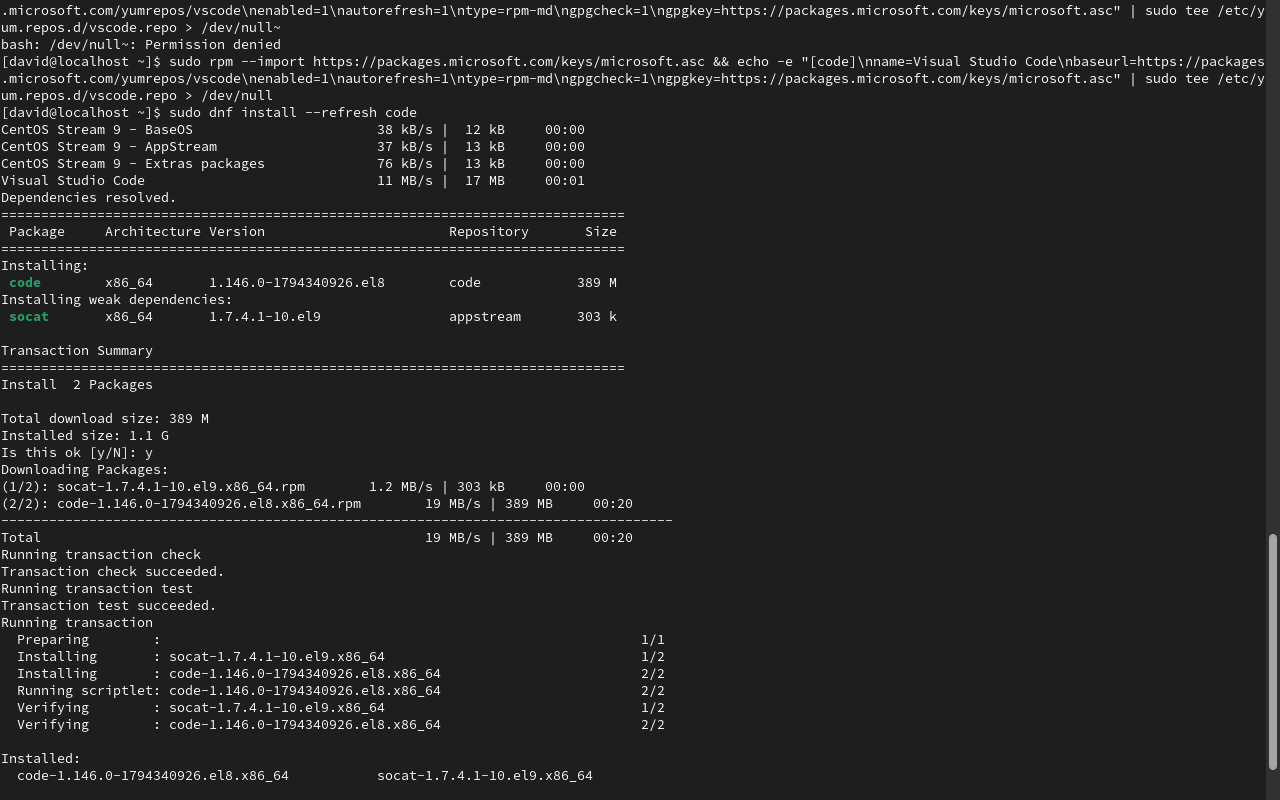 .microsoft.com/yumrepos/vscode\nenabled=1\nautorefresh=1\ntype=rpm-md\ngpgcheck=1\ngpgkey=https://packages.microsoft.com/keys/microsoft.asc" | sudo tee /etc/y
um.repos.d/vscode.repo > /dev/null~
bash: /dev/null~: Permission denied
[david@localhost ~]$ sudo rpm --import https://packages.microsoft.com/keys/microsoft.asc && echo -e "[code]\nname=Visual Studio Code\nbaseurl=https://packages
.microsoft.com/yumrepos/vscode\nenabled=1\nautorefresh=1\ntype=rpm-md\ngpgcheck=1\ngpgkey=https://packages.microsoft.com/keys/microsoft.asc" | sudo tee /etc/y
um.repos.d/vscode.repo > /dev/null
[david@localhost ~]$ sudo dnf install --refresh code
CentOS Stream 9 - BaseOS                       38 kB/s |  12 kB     00:00
CentOS Stream 9 - AppStream                    37 kB/s |  13 kB     00:00
CentOS Stream 9 - Extras packages              76 kB/s |  13 kB     00:00
Visual Studio Code                             11 MB/s |  17 MB     00:01
Dependencies resolved.
==============================================================================
 Package     Architecture Version                       Repository       Size
==============================================================================
Installing:
 code        x86_64       1.146.0-1794340926.el8        code            389 M
Installing weak dependencies:
 socat       x86_64       1.7.4.1-10.el9                appstream       303 k

Transaction Summary
==============================================================================
Install  2 Packages

Total download size: 389 M
Installed size: 1.1 G
Is this ok [y/N]: y
Downloading Packages:
(1/2): socat-1.7.4.1-10.el9.x86_64.rpm        1.2 MB/s | 303 kB     00:00
(2/2): code-1.146.0-1794340926.el8.x86_64.rpm        19 MB/s | 389 MB     00:20
------------------------------------------------------------------------------------
Total                                                19 MB/s | 389 MB     00:20
Running transaction check
Transaction check succeeded.
Running transaction test
Transaction test succeeded.
Running transaction
  Preparing        :                                                            1/1
  Installing       : socat-1.7.4.1-10.el9.x86_64                                1/2
  Installing       : code-1.146.0-1794340926.el8.x86_64                         2/2
  Running scriptlet: code-1.146.0-1794340926.el8.x86_64                         2/2
  Verifying        : socat-1.7.4.1-10.el9.x86_64                                1/2
  Verifying        : code-1.146.0-1794340926.el8.x86_64                         2/2

Installed:
  code-1.146.0-1794340926.el8.x86_64           socat-1.7.4.1-10.el9.x86_64